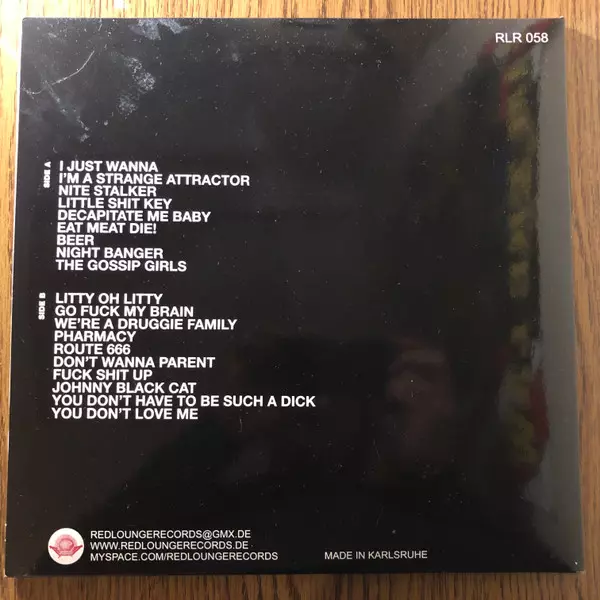 RLR 058
SIDE A
I JUST WANNA
I'M A STRANGE ATTRACTOR
NITE STALKER
LITTLE SHIT KEY
DECAPITATE ME BABY
EAT MEAT DIE!
BEER
NIGHT BANGER
THE GOSSIP GIRLS
SIDE B
LITTY OH LITTY
GO FUCK MY BRAIN
WE'RE A DRUGGIE FAMILY
PHARMACY
ROUTE 666
DON'T WANNA PARENT
FUCK SHIT UP
JOHNNY BLACK CAT
YOU DON'T HAVE TO BE SUCH A DICK
YOU DON'T LOVE ME
REDLOUNGERECORDS@GMX.DE
WWW.REDLOUNGERECORDS.DE
MYSPACE.COM/REDLOUNGERECORDS
MADE IN KARLSRUHE